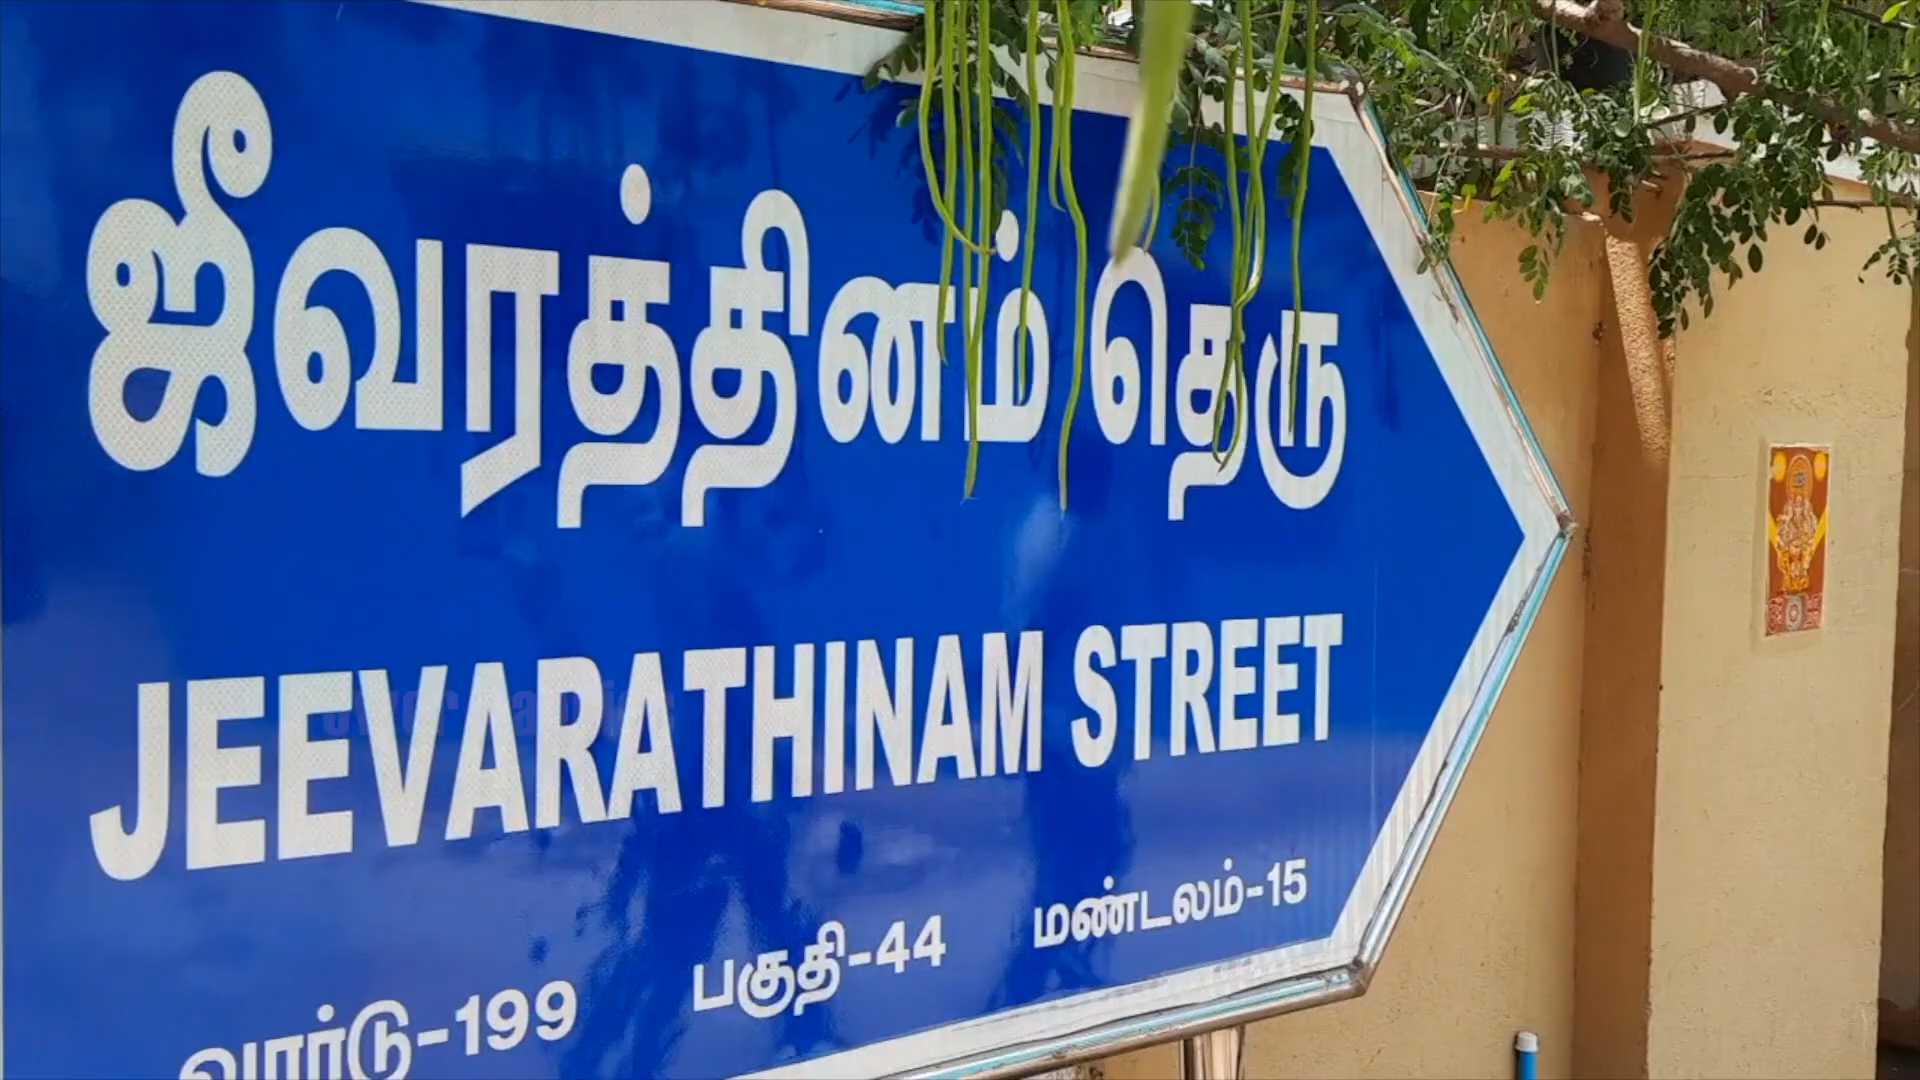 ஜீவரத்தினம் தெரு
JEEVARATHINAM STREET
வார்டு-199 பகுதி-44 மண்டலம்-15